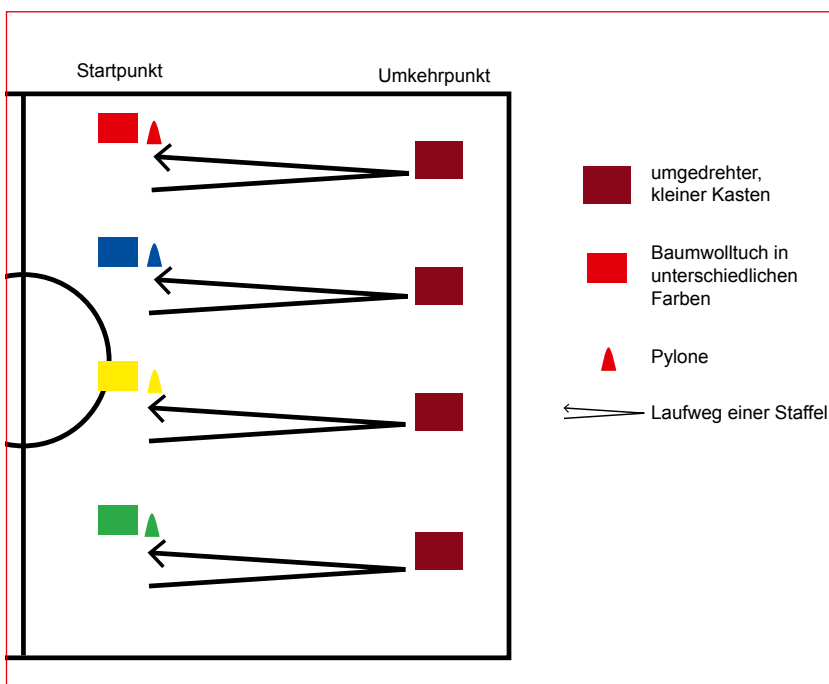 Startpunkt
Umkehrpunkt
umgedrehter,
kleiner Kasten
Baumwolltuch in
unterschiedlichen
Farben
Pylone
Laufweg einer Staffel